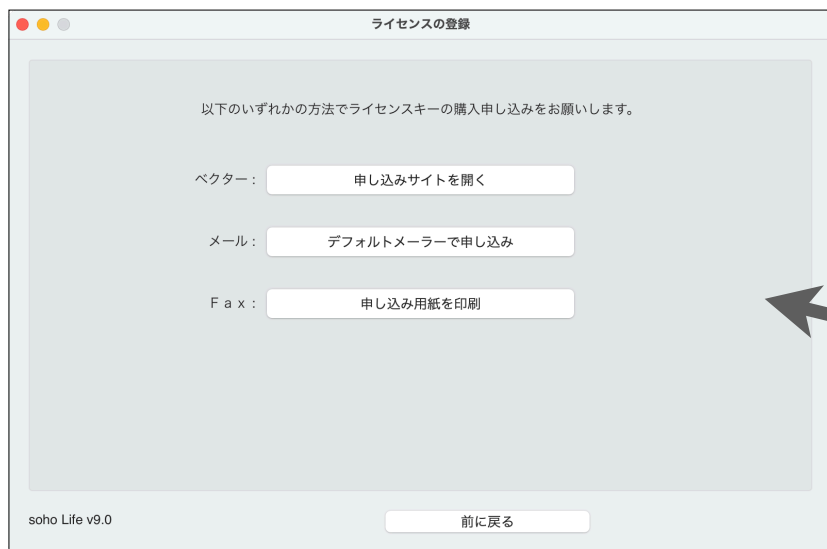 ライセンスの登録
以下のいずれかの方法でライセンスキーの購入申し込みをお願いします。
ベクター： 申し込みサイトを開く
メール： デフォルトメーラーで申し込み
Ｆａｘ： 申し込み用紙を印刷
soho Life v9.0 前に戻る